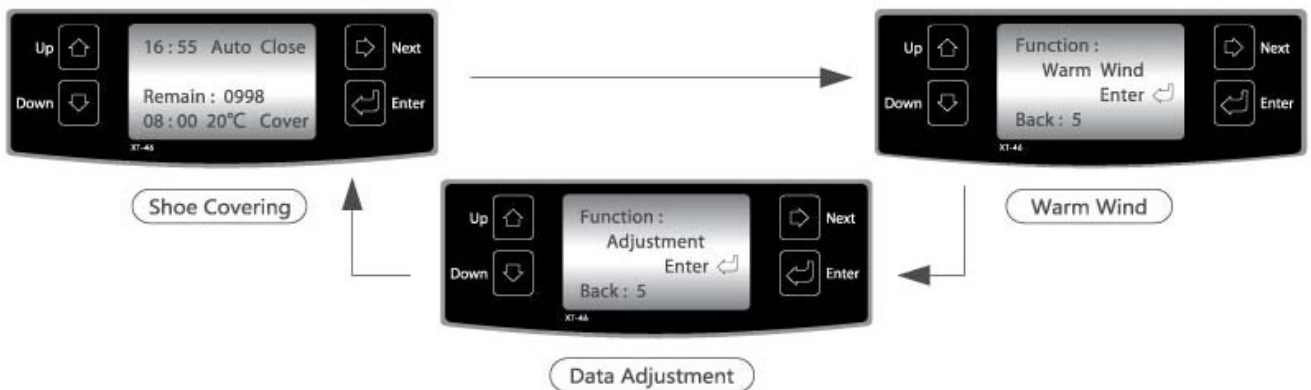 Up
16:55 Auto Close
Next
Remain: 0998
Down
08:00 20°C Cover
Enter
XT-46
Shoe Covering
Up
Function:
Next
Warm Wind
Enter
Down
Back: 5
Enter
XT-46
Warm Wind
Up
Function:
Next
Adjustment
Enter
Down
Back: 5
Enter
XT-46
Data Adjustment